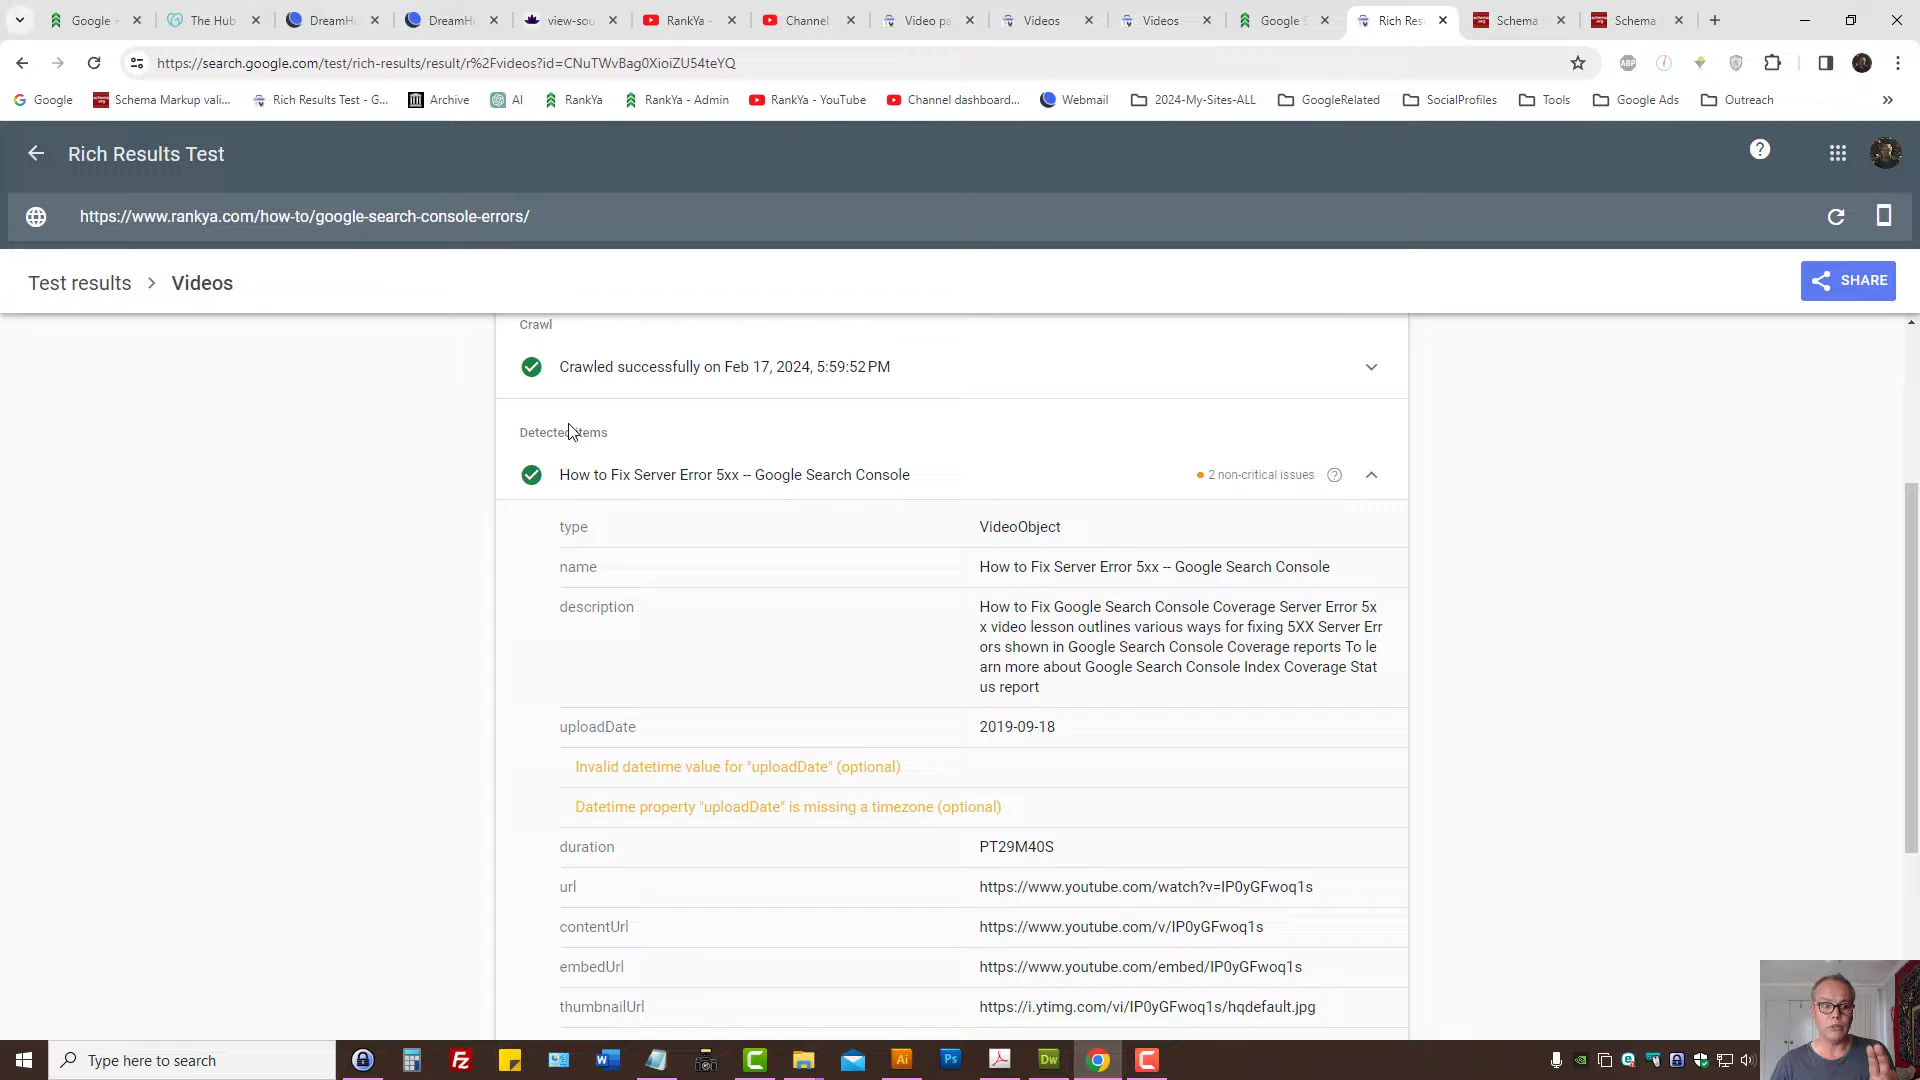 Google -
The Hub
DreamH
DreamH
view-sou
RankYa -
Channel
Video pa
Videos
Videos
Google S
Rich Res
Schema
Schema
https://search.google.com/test/rich-results/result/r%2Fvideos?id=CNuTWvBag0XioiZU54teYQ
Google
Schema Markup vali...
Rich Results Test - G...
Archive
AI
RankYa
RankYa - Admin
RankYa - YouTube
Channel dashboard...
Webmail
2024-My-Sites-ALL
GoogleRelated
SocialProfiles
Tools
Google Ads
Outreach
Rich Results Test
https://www.rankya.com/how-to/google-search-console-errors/
Test results > Videos
SHARE
Crawl
Crawled successfully on Feb 17, 2024, 5:59:52 PM
Detected items
How to Fix Server Error 5xx -- Google Search Console
2 non-critical issues
type
VideoObject
name
How to Fix Server Error 5xx -- Google Search Console
description
How to Fix Google Search Console Coverage Server Error 5x
x video lesson outlines various ways for fixing 5XX Server Err
ors shown in Google Search Console Coverage reports To le
arn more about Google Search Console Index Coverage Stat
us report
uploadDate
2019-09-18
Invalid datetime value for "uploadDate" (optional)
Datetime property "uploadDate" is missing a timezone (optional)
duration
PT29M40S
url
https://www.youtube.com/watch?v=IP0yGFwoq1s
contentUrl
https://www.youtube.com/v/IP0yGFwoq1s
embedUrl
https://www.youtube.com/embed/IP0yGFwoq1s
thumbnailUrl
https://i.ytimg.com/vi/IP0yGFwoq1s/hqdefault.jpg
Type here to search